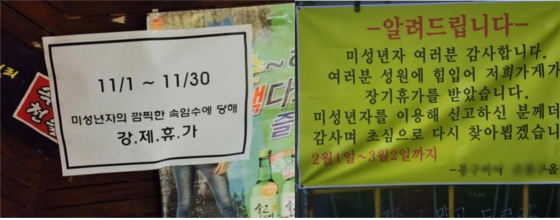 11/1 ~ 11/30
미성년자의 깜찍한 속임수에 당해
강.제.휴.가
-알려드립니다-
미성년자 여러분 감사합니다.
여러분 성원에 힘입어 저희가게가
장기휴가를 받았습니다.
미성년자를 이용해 신고하신 분께도
감사며 초심으로 다시 찾아뵙겠습
2월1일~3월2일까지